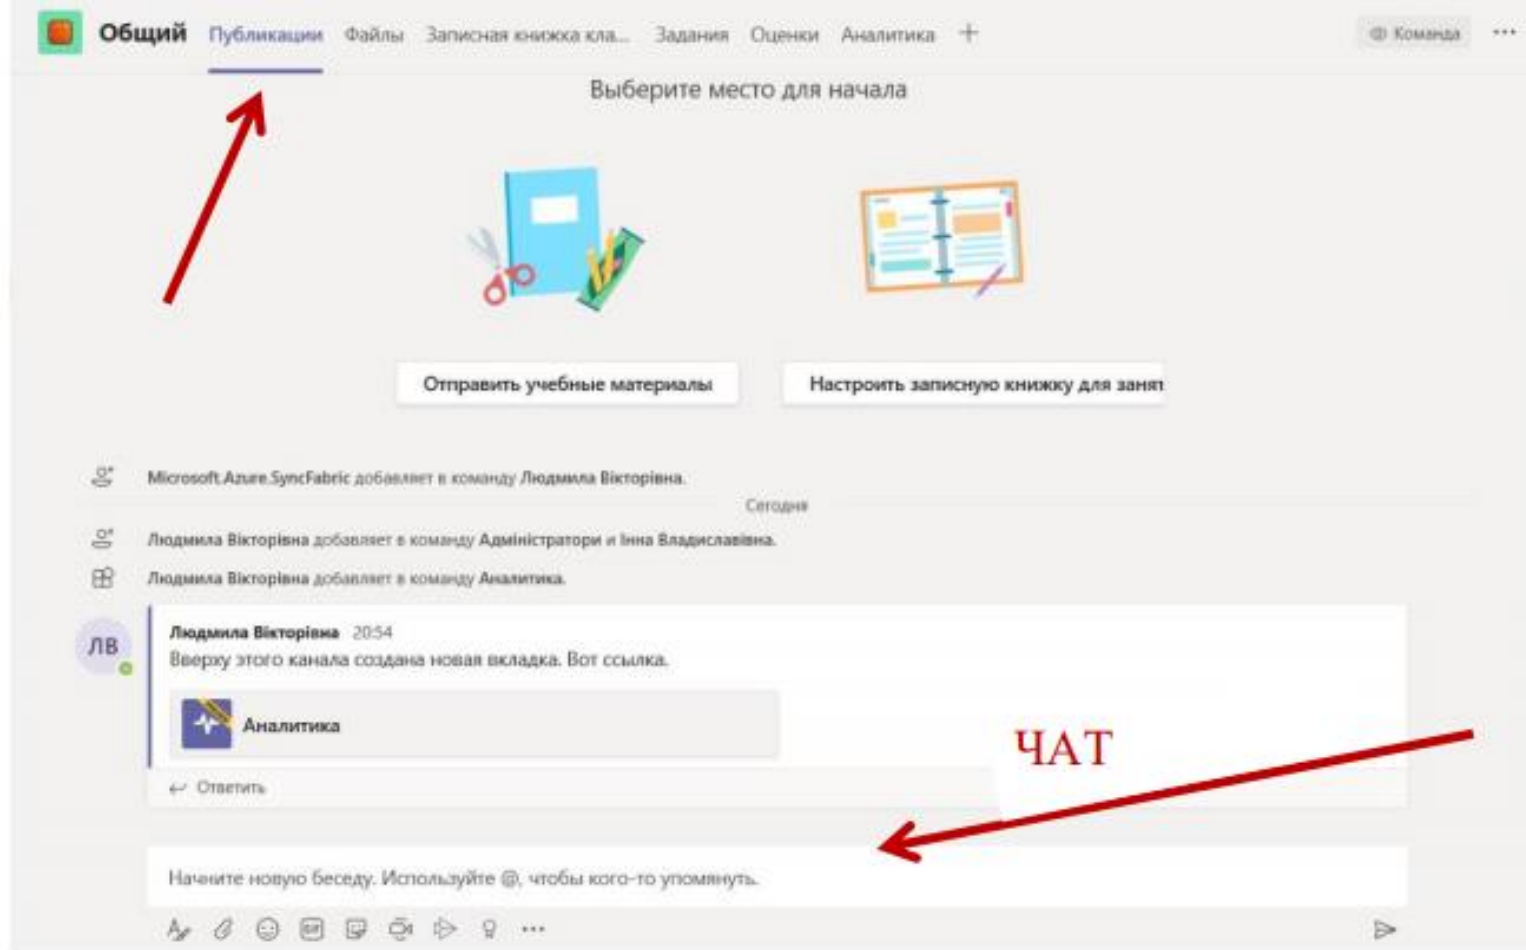 Общий Публикации Файлы Записная книжка кла... Задания Оценки Аналитика + Команда ...
Выберите место для начала
Отправить учебные материалы Настроить записную книжку для занят
Microsoft.Azure.SyncFabric добавляет в команду Людмила Вікторівна.
Сегодня
Людмила Вікторівна добавляет в команду Адміністратори и Інна Владиславівна.
Людмила Вікторівна добавляет в команду Аналитика.
ЛВ
Людмила Вікторівна 20:54
Вверху этого канала создана новая вкладка. Вот ссылка.
Аналитика
ЧАТ
Ответить
Начните новую беседу. Используйте @, чтобы кого-то упомянуть.
GIF